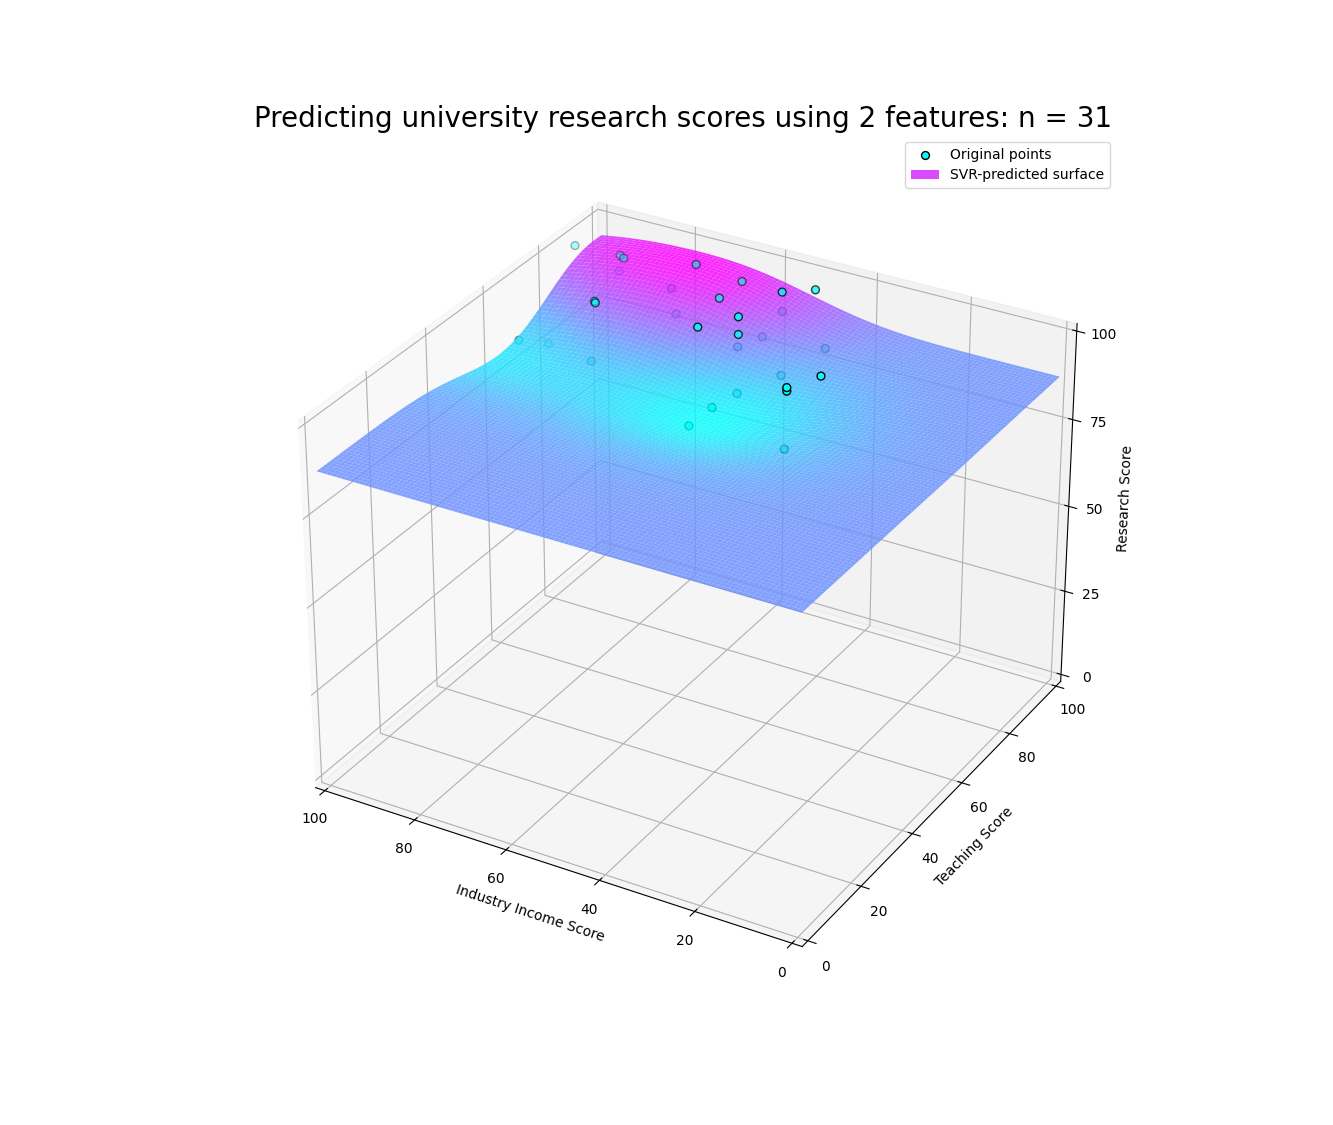 Predicting university research scores using 2 features: n = 31
Original points
SVR-predicted surface
100
75
50
25
0
Research Score
100
80
60
40
20
0
Teaching Score
100
80
60
40
20
0
Industry Income Score